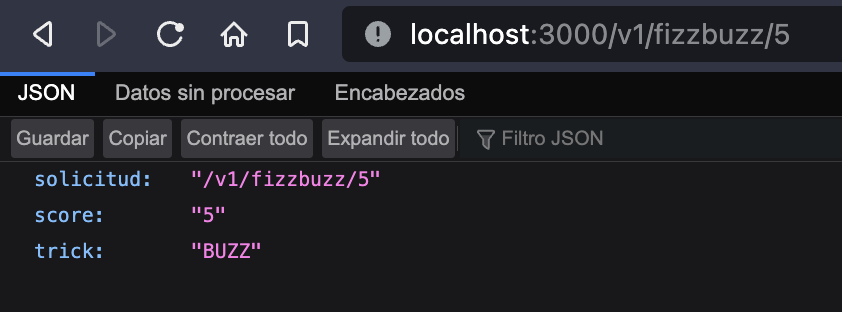 localhost:3000/v1/fizzbuzz/5
JSON Datos sin procesar Encabezados
Guardar Copiar Contraer todo Expandir todo Filtro JSON
solicitud: "/v1/fizzbuzz/5"
score: "5"
trick: "BUZZ"